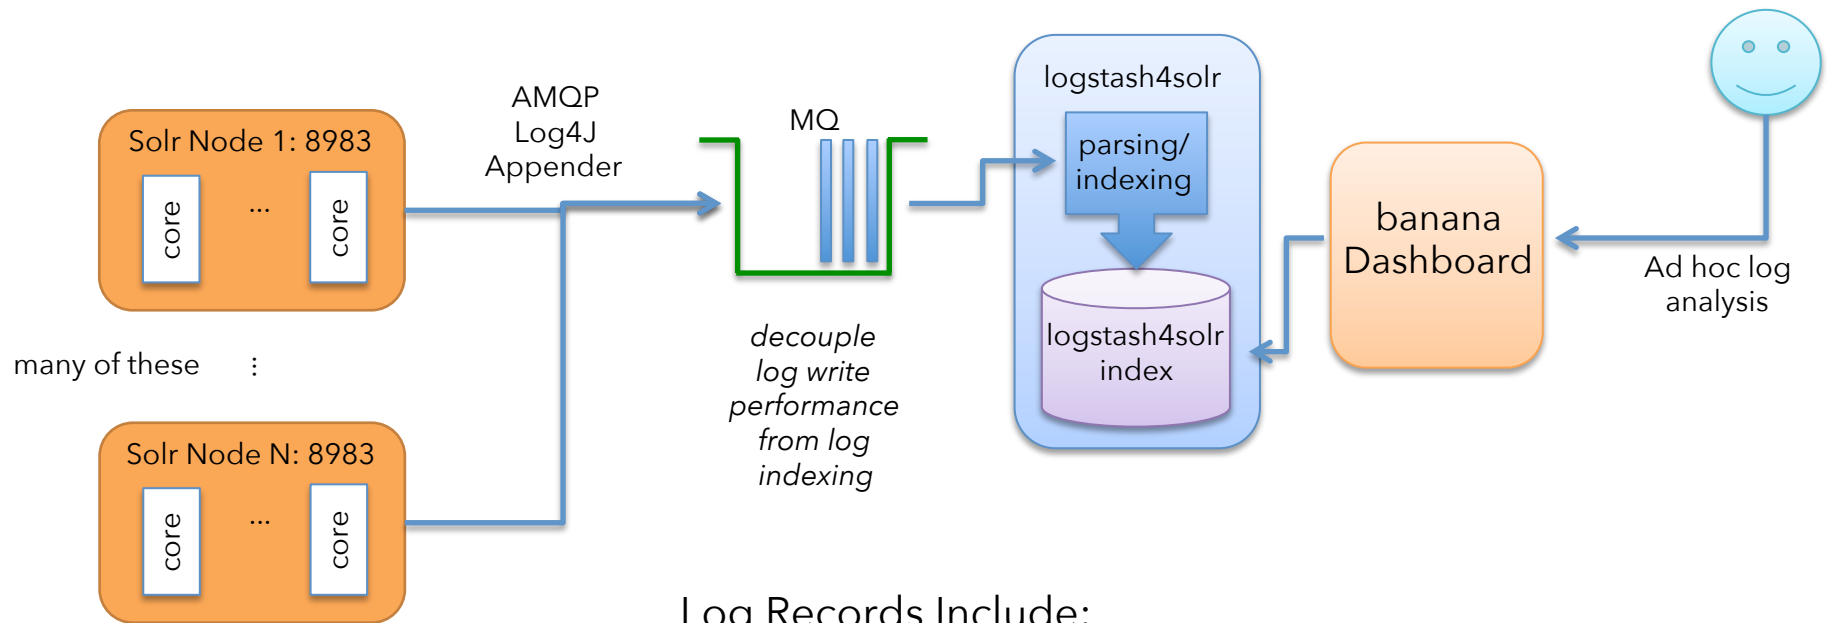 Solr Node 1: 8983
core
...
core
many of these
...
Solr Node N: 8983
core
...
core
AMQP
Log4J
Appender
MQ
decouple
log write
performance
from log
indexing
logstash4solr
parsing/
indexing
logstash4solr
index
banana
Dashboard
Ad hoc log
analysis
Log Records Include: